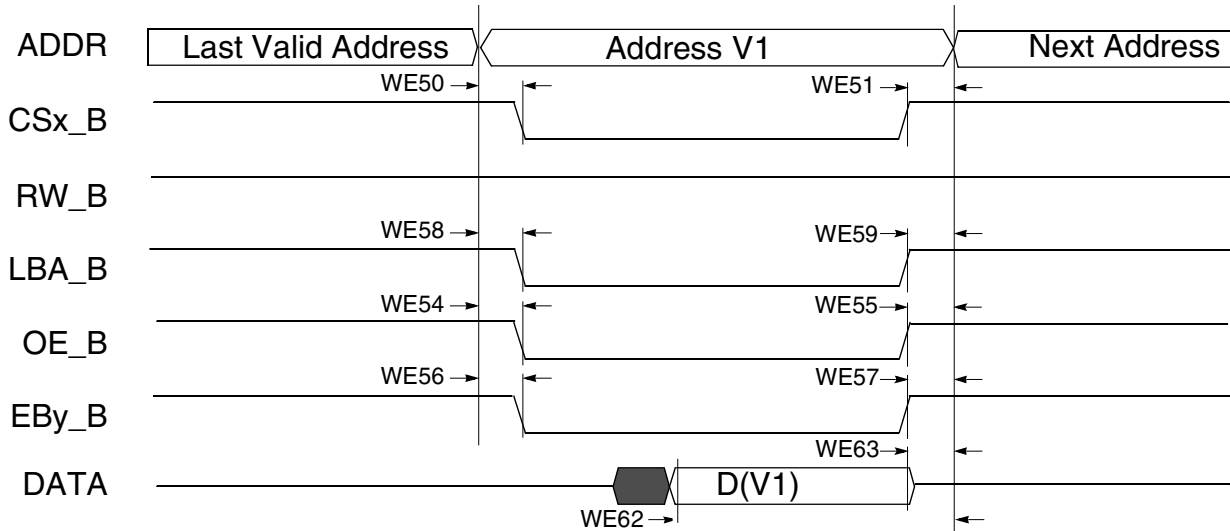 ADDR Last Valid Address Address V1 Next Address
WE50 WE51
CSx_B
RW_B
WE58 WE59
LBA_B
WE54 WE55
OE_B
WE56 WE57
EBy_B
WE63
DATA D(V1)
WE62